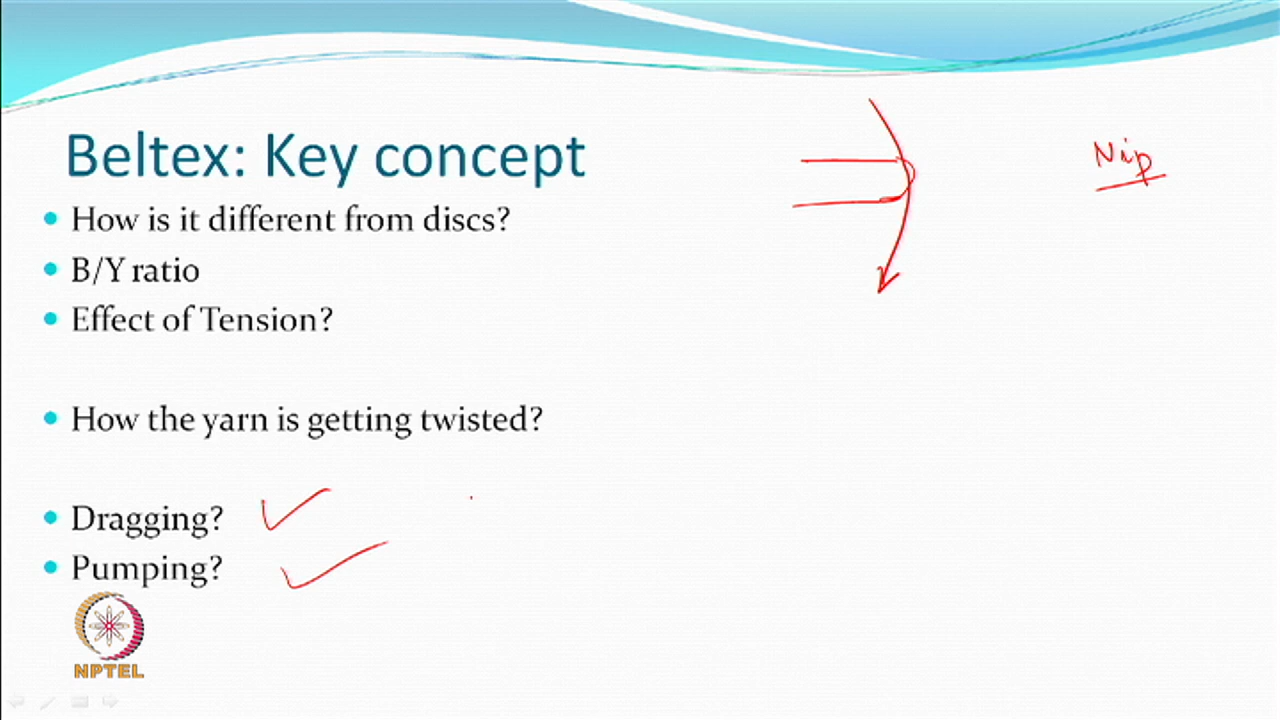 Beltex: Key concept
Nip
How is it different from discs?
B/Y ratio
Effect of Tension?
How the yarn is getting twisted?
Dragging?
Pumping?
NPTEL